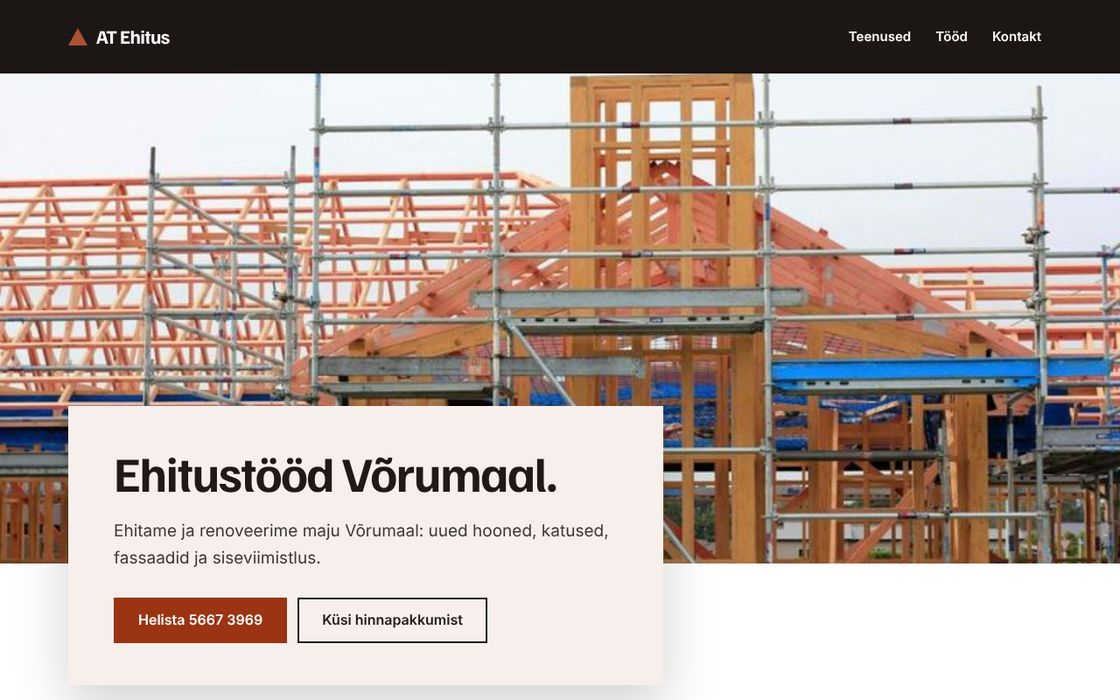 AT Ehitus
Teenused Tööd Kontakt
Ehitustööd Võrumaal.
Ehitame ja renoveerime maju Võrumaal: uued hooned, katused,
fassaadid ja siseviimistlus.
Helista 5667 3969
Küsi hinnapakkumist